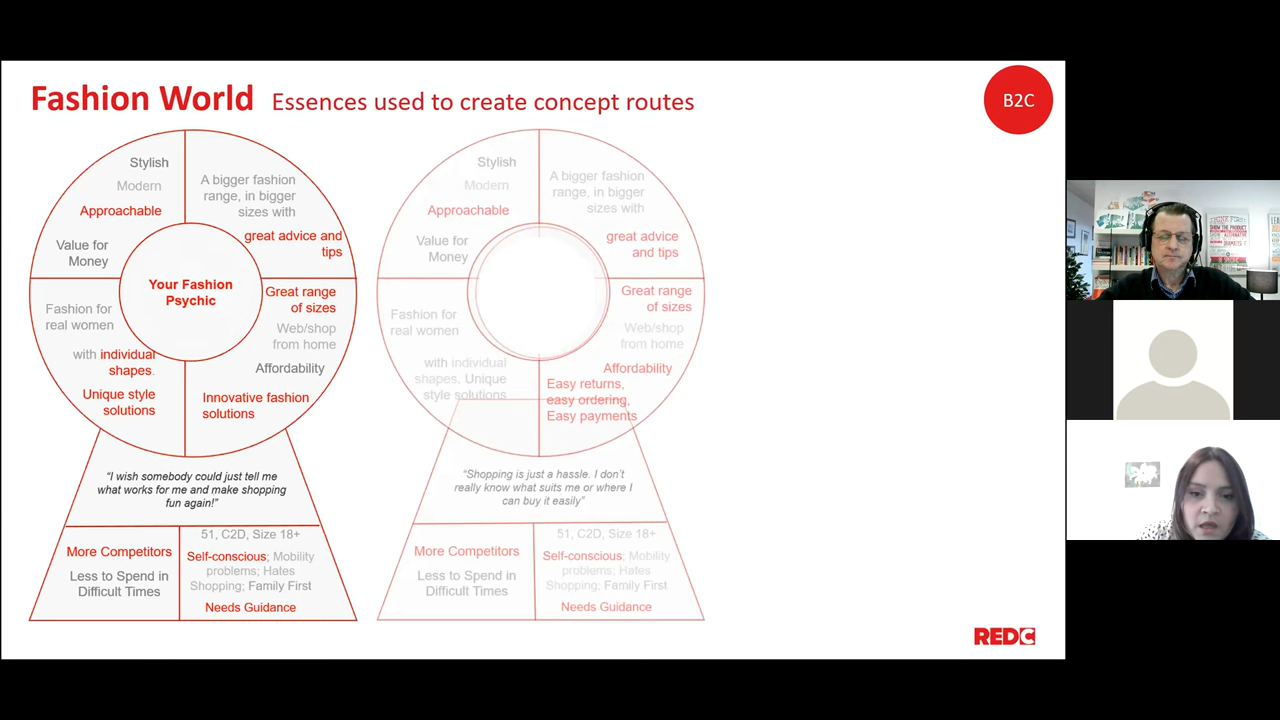 Fashion World Essences used to create concept routes
B2C
Stylish
Modern
Approachable
Value for
Money
A bigger fashion
range, in bigger
sizes with
great advice and
tips
Your Fashion
Psychic
Fashion for
real women
with individual
shapes.
Unique style
solutions
Great range
of sizes
Web/shop
from home
Affordability
Innovative fashion
solutions
“I wish somebody could just tell me
what works for me and make shopping
fun again!”
More Competitors
Less to Spend in
Difficult Times
51, C2D, Size 18+
Self-conscious; Mobility
problems; Hates
Shopping; Family First
Needs Guidance
Stylish
Modern
Approachable
Value for
Money
A bigger fashion
range, in bigger
sizes with
great advice
and tips
Fashion for
real women
with individual
shapes. Unique
style solutions
Great range
of sizes
Web/shop
from home
Affordability
Easy returns,
easy ordering,
Easy payments
“Shopping is just a hassle. I don’t
really know what suits me or where I
can buy it easily”
More Competitors
Less to Spend in
Difficult Times
51, C2D, Size 18+
Self-conscious; Mobility
problems; Hates
Shopping; Family First
Needs Guidance
REDC